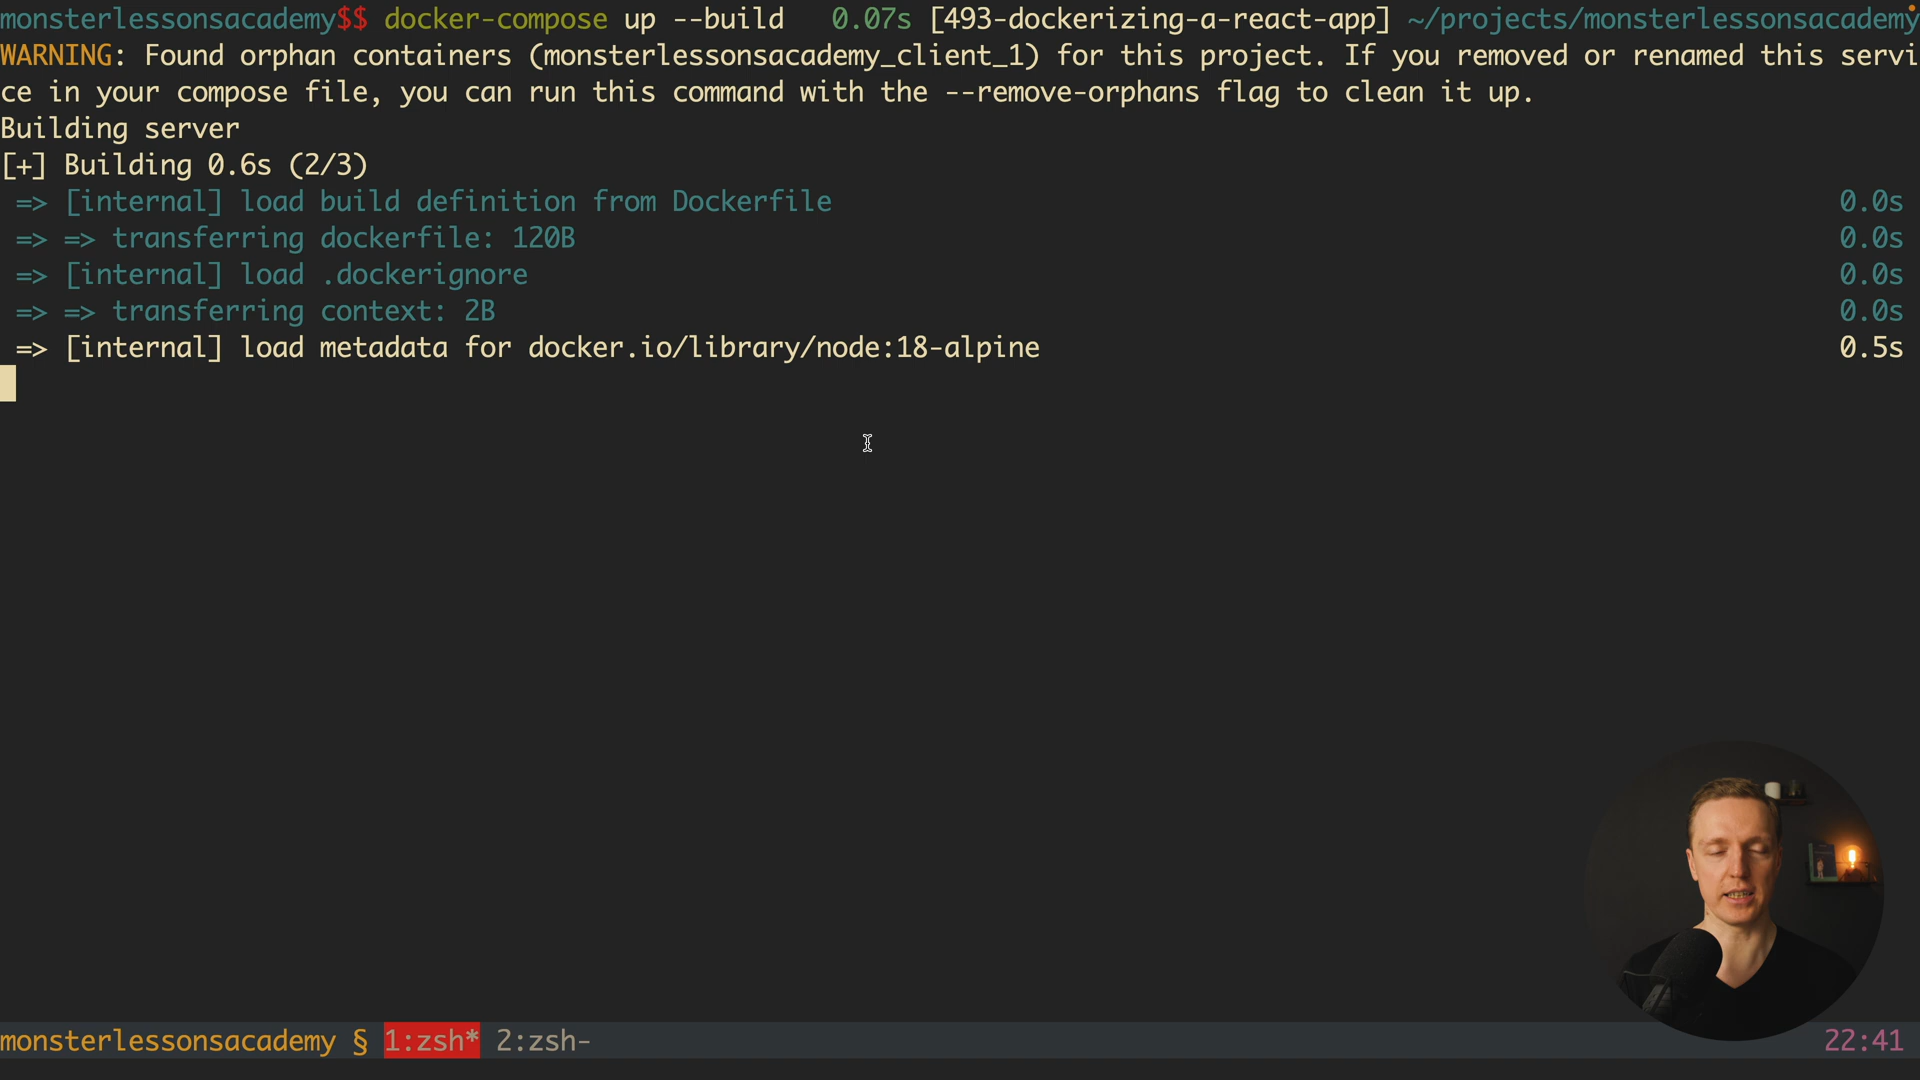 monsterlessonsacademy$$ docker-compose up --build   0.07s [493-dockerizing-a-react-app] ~/projects/monsterlessonsacademy
WARNING: Found orphan containers (monsterlessonsacademy_client_1) for this project. If you removed or renamed this servi
ce in your compose file, you can run this command with the --remove-orphans flag to clean it up.
Building server
[+] Building 0.6s (2/3)
=> [internal] load build definition from Dockerfile 0.0s
=> => transferring dockerfile: 120B 0.0s
=> [internal] load .dockerignore 0.0s
=> => transferring context: 2B 0.0s
=> [internal] load metadata for docker.io/library/node:18-alpine 0.5s
monsterlessonsacademy § 1:zsh* 2:zsh- 22:41